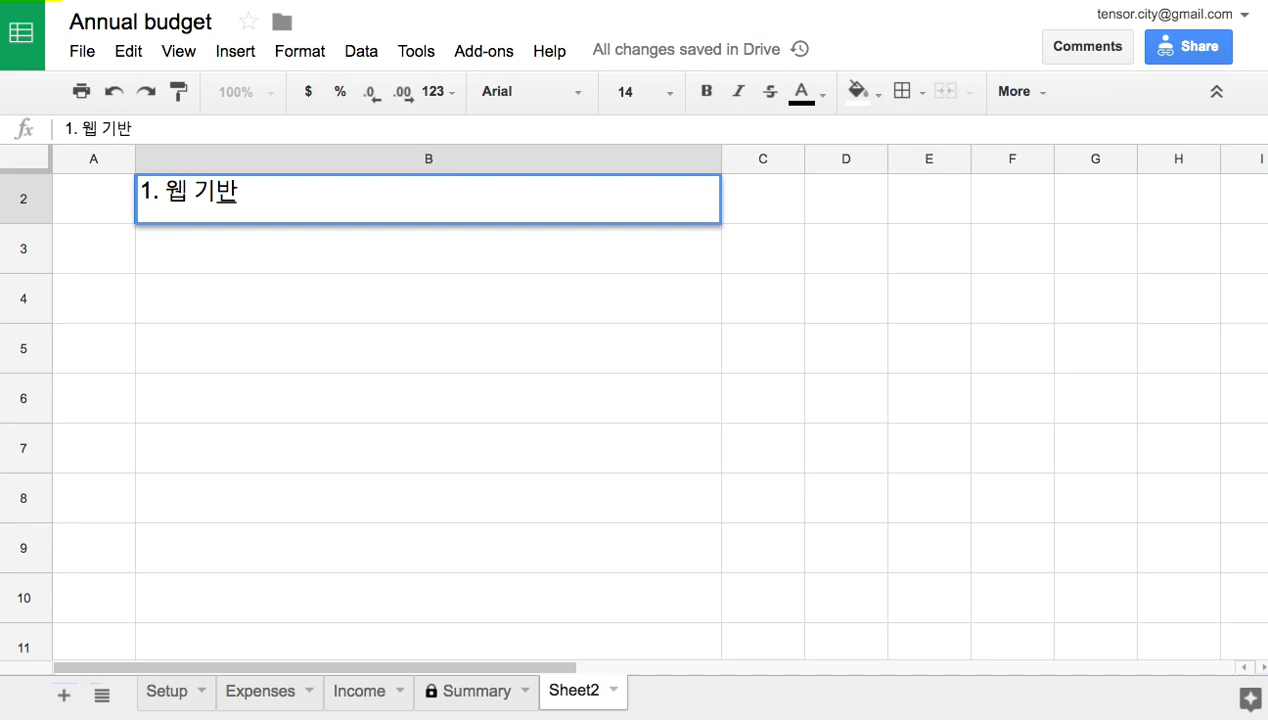 Annual budget
tensor.city@gmail.com
File Edit View Insert Format Data Tools Add-ons Help All changes saved in Drive
Comments Share
100% $ % .0 .00 123 Arial 14 B I S A More
fx 1. 웹 기반
A B C D E F G H I
2 1. 웹 기반
3
4
5
6
7
8
9
10
11
+ Setup Expenses Income Summary Sheet2